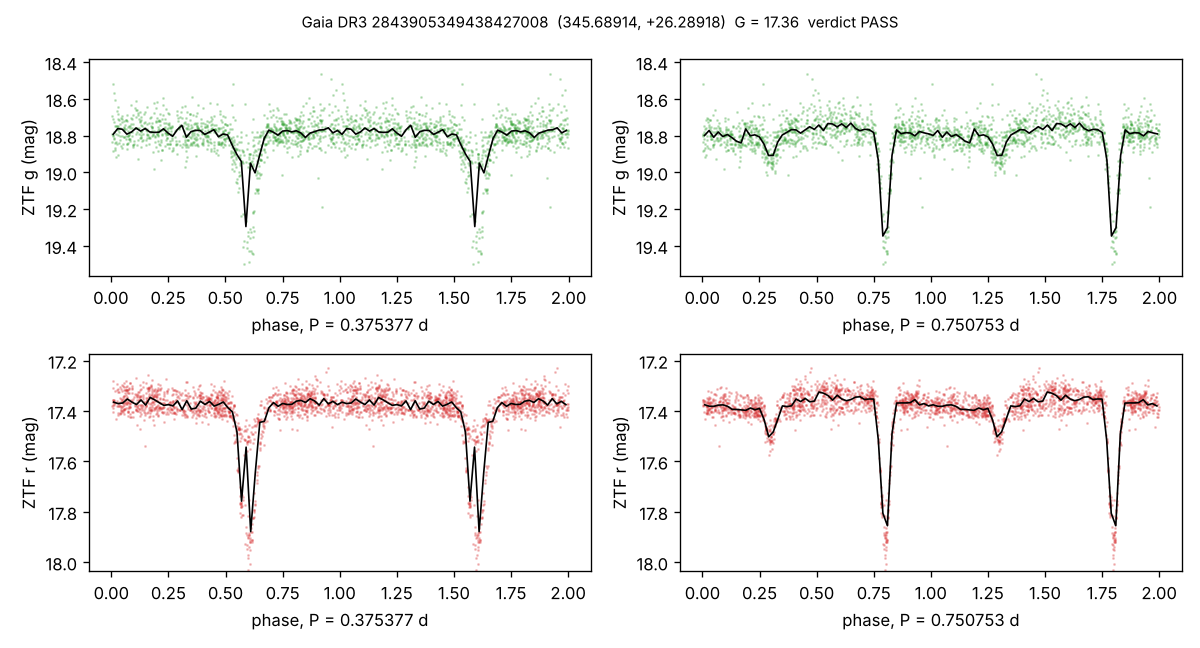 Gaia DR3 2843905349438427008 (345.68914, +26.28918) G = 17.36 verdict PASS
ZTF g (mag)
18.4
18.6
18.8
19.0
19.2
19.4
0.00 0.25 0.50 0.75 1.00 1.25 1.50 1.75 2.00
phase, P = 0.375377 d
ZTF g (mag)
18.4
18.6
18.8
19.0
19.2
19.4
0.00 0.25 0.50 0.75 1.00 1.25 1.50 1.75 2.00
phase, P = 0.750753 d
ZTF r (mag)
17.2
17.4
17.6
17.8
18.0
0.00 0.25 0.50 0.75 1.00 1.25 1.50 1.75 2.00
phase, P = 0.375377 d
ZTF r (mag)
17.2
17.4
17.6
17.8
18.0
0.00 0.25 0.50 0.75 1.00 1.25 1.50 1.75 2.00
phase, P = 0.750753 d